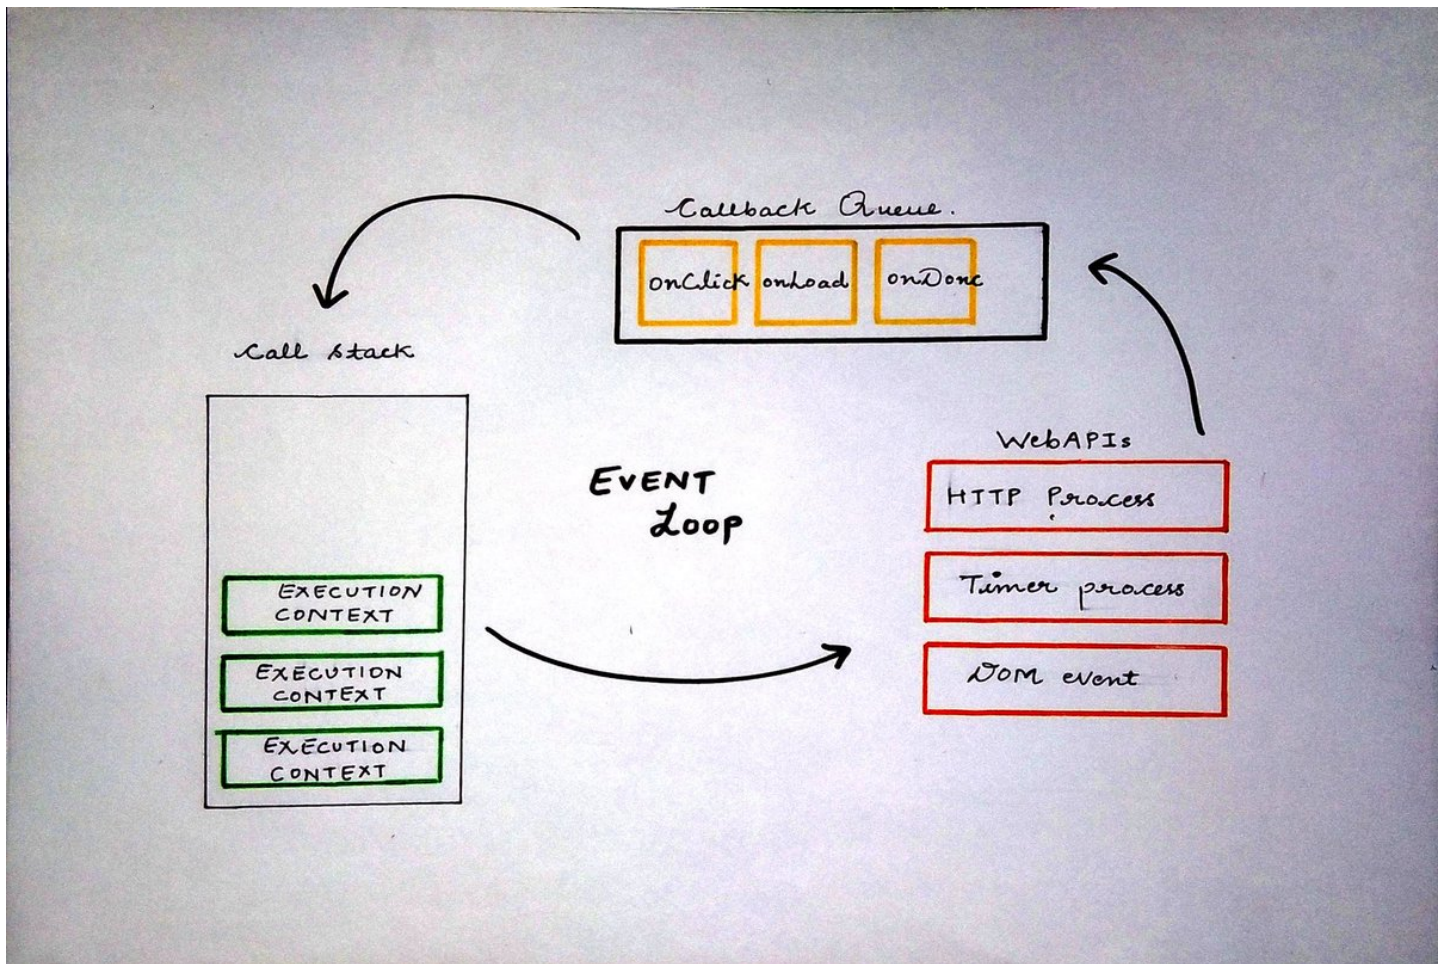 Callback Queue.
onClick onLoad onDone
Call Stack
WebAPIs
EVENT
Loop
HTTP Process
Timer process
DOM event
EXECUTION
CONTEXT
EXECUTION
CONTEXT
EXECUTION
CONTEXT